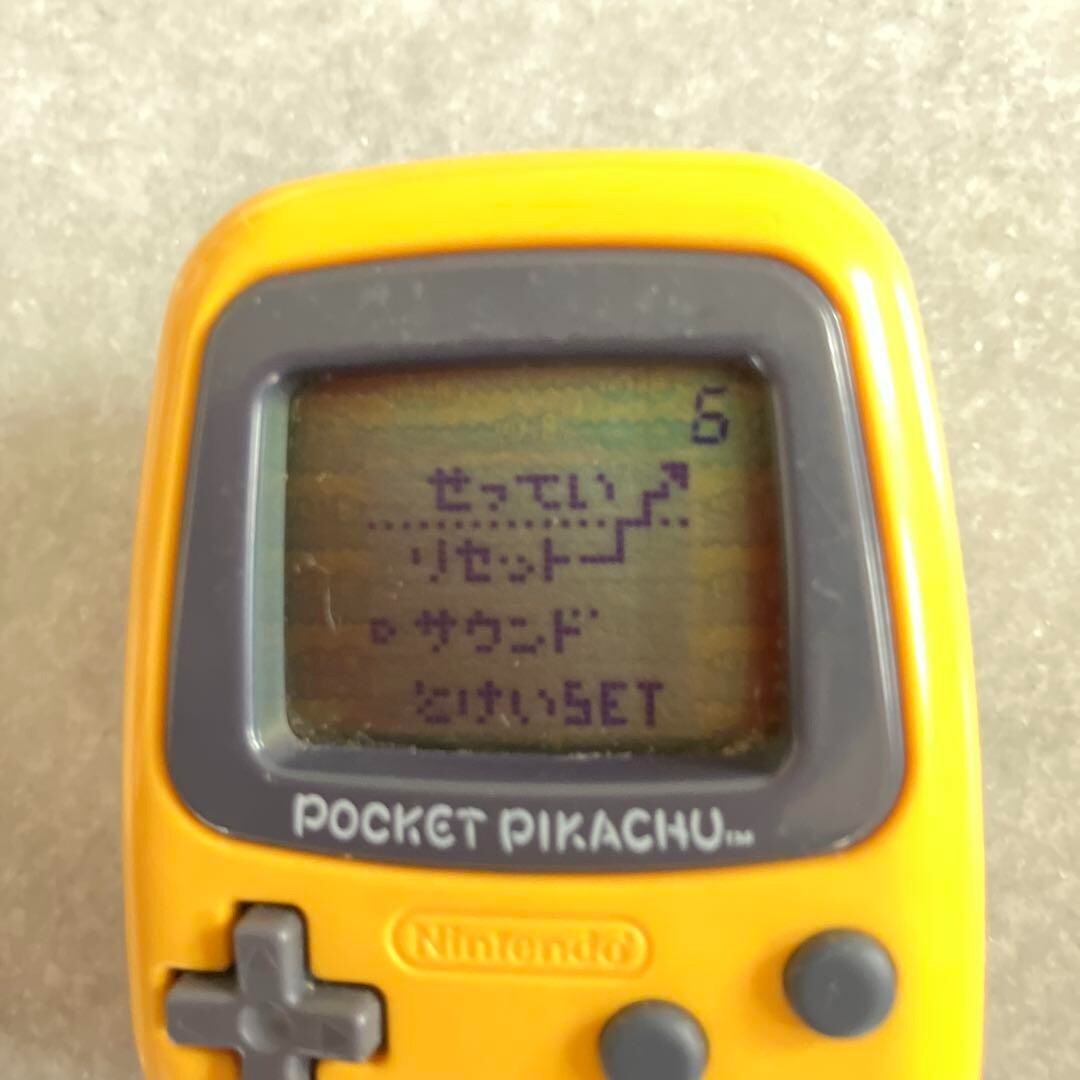 6
せってい
リセット
サウンド
とけいSET
POCKET PIKACHU™
Nintendo®